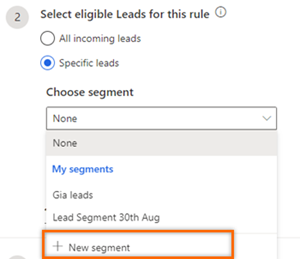 2 Select eligible Leads for this rule
All incoming leads
Specific leads
Choose segment
None
None
My segments
Gia leads
Lead Segment 30th Aug
+ New segment